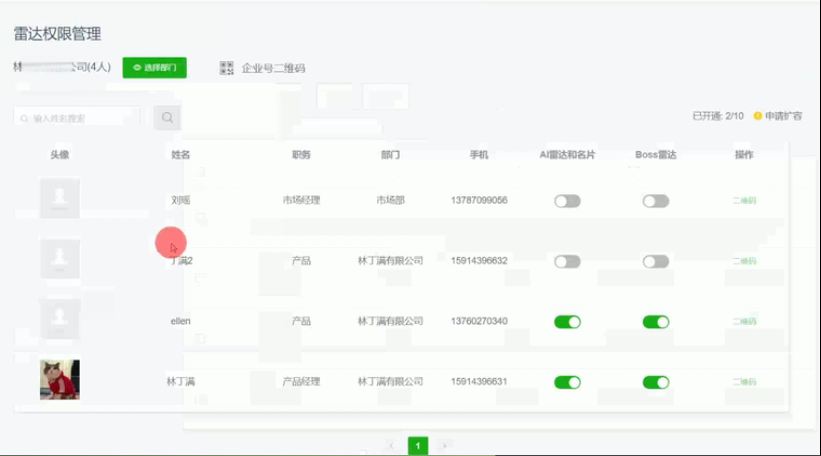 雷达权限管理
林 公司(4人) 选择部门 企业号二维码
输入姓名搜索 已开通: 2/10 申请扩容
头像 姓名 职务 部门 手机 AI雷达和名片 Boss雷达 操作
刘瑶 市场经理 市场部 13787099056 二维码
丁满2 产品 林丁满有限公司 15914396632 二维码
ellen 产品 林丁满有限公司 13760270340 二维码
林丁满 产品经理 林丁满有限公司 15914396631 二维码
< 1 >